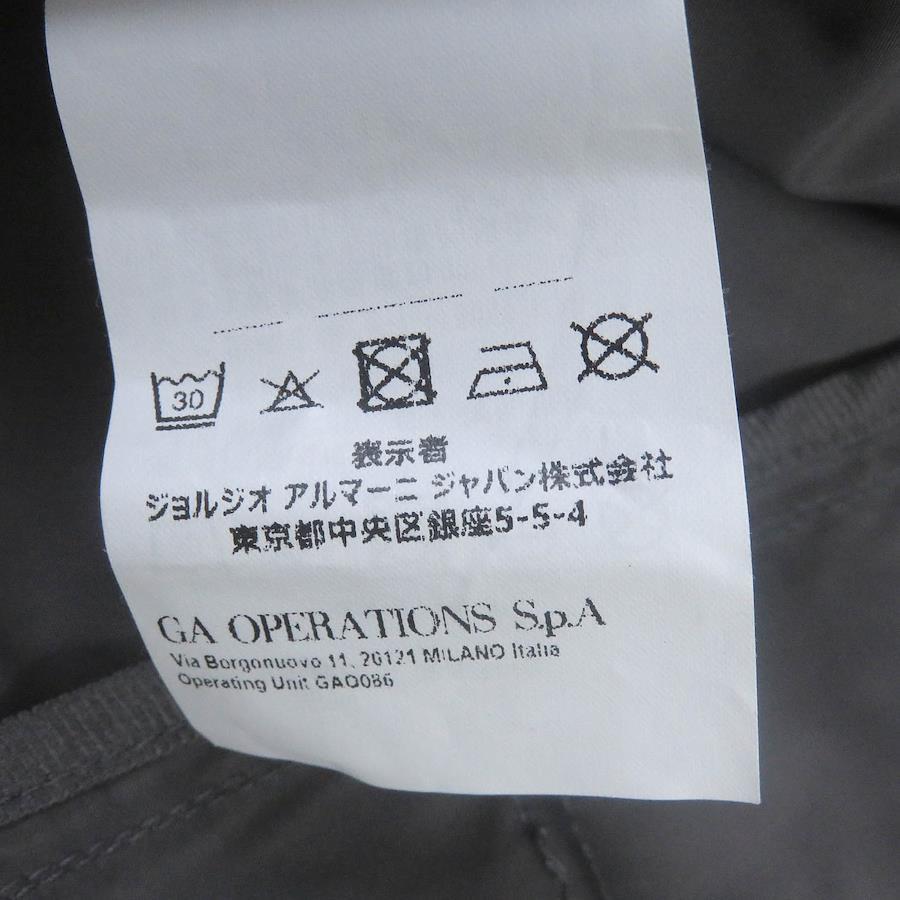 30
表示者
ジョルジオ アルマーニ ジャパン株式会社
東京都中央区銀座5-5-4
GA OPERATIONS S.p.A
Via Borgonuovo 11, 20121 MILANO Italia
Operating Unit GAO086